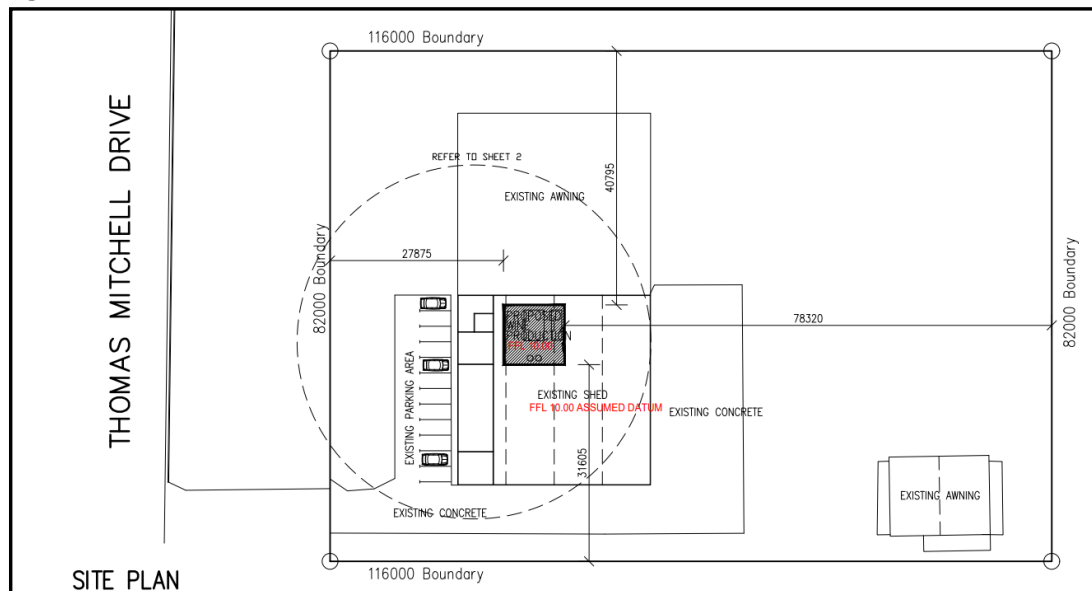 116000 Boundary
THOMAS MITCHELL DRIVE
REFER TO SHEET 2
40795
EXISTING AWNING
82000 Boundary
27875
82000 Boundary
PROPOSED
PRODUCTION
78320
EXISTING PARKING AREA
EXISTING SHED
FFL 10.00 ASSUMED DATUM
EXISTING CONCRETE
31605
EXISTING AWNING
EXISTING CONCRETE
116000 Boundary
SITE PLAN